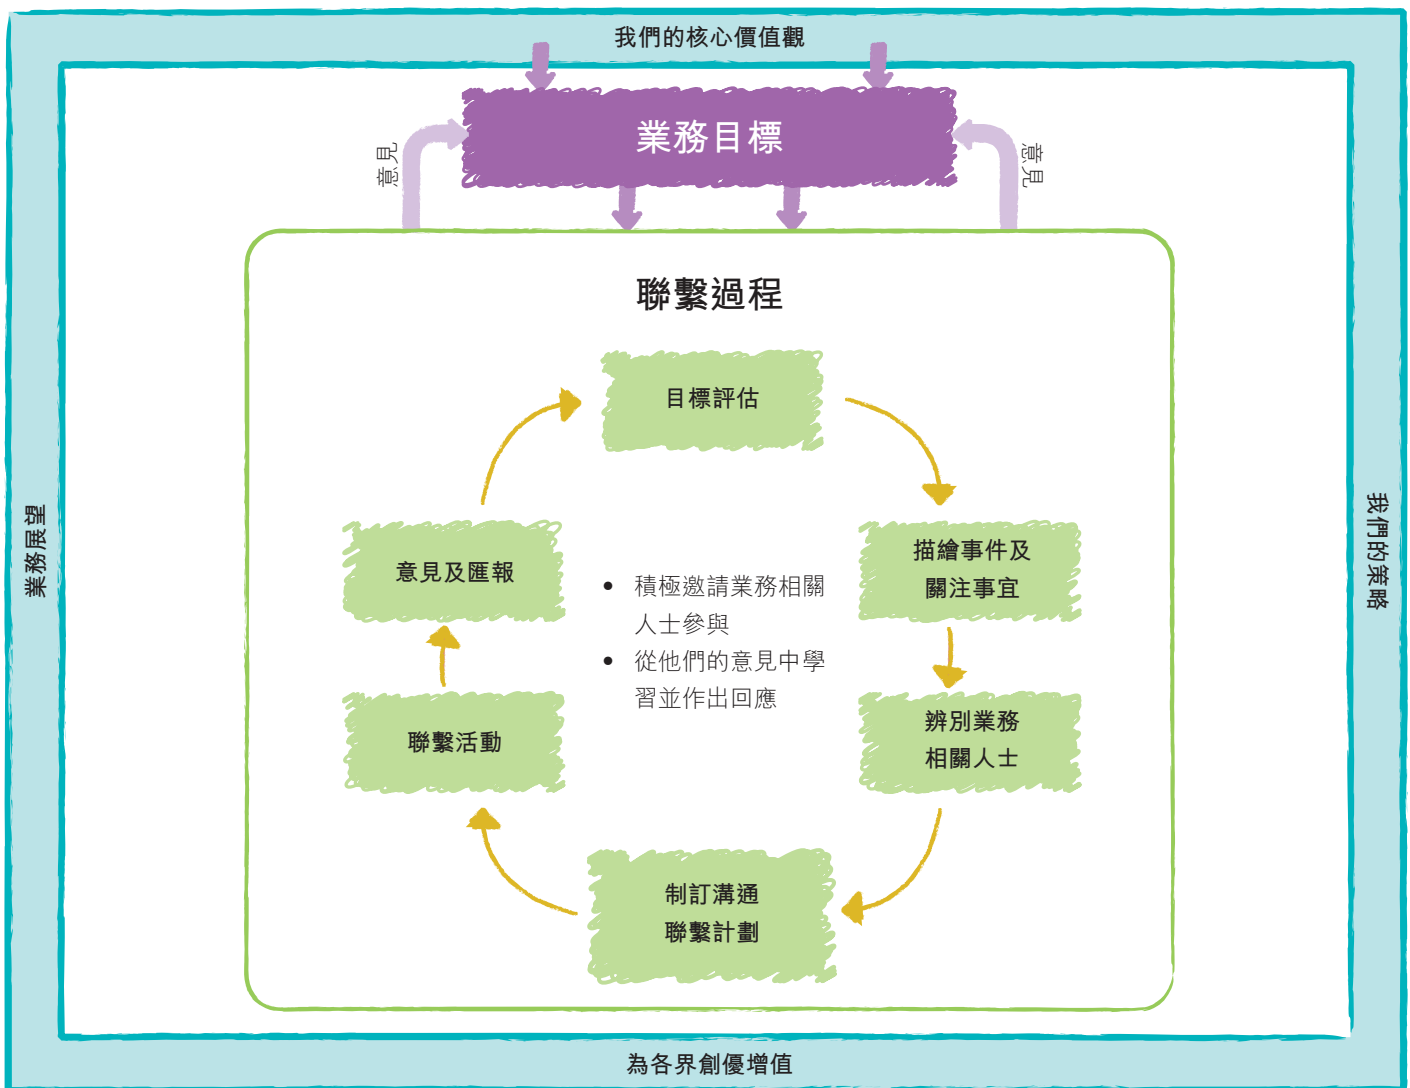 我們的核心價值觀
業務目標
意見
意見
聯繫過程
目標評估
描繪事件及
關注事宜
辨別業務
相關人士
制訂溝通
聯繫計劃
聯繫活動
意見及匯報
• 積極邀請業務相關
人士參與
• 從他們的意見中學
習並作出回應
業務展望
我們的策略
為各界創優增值